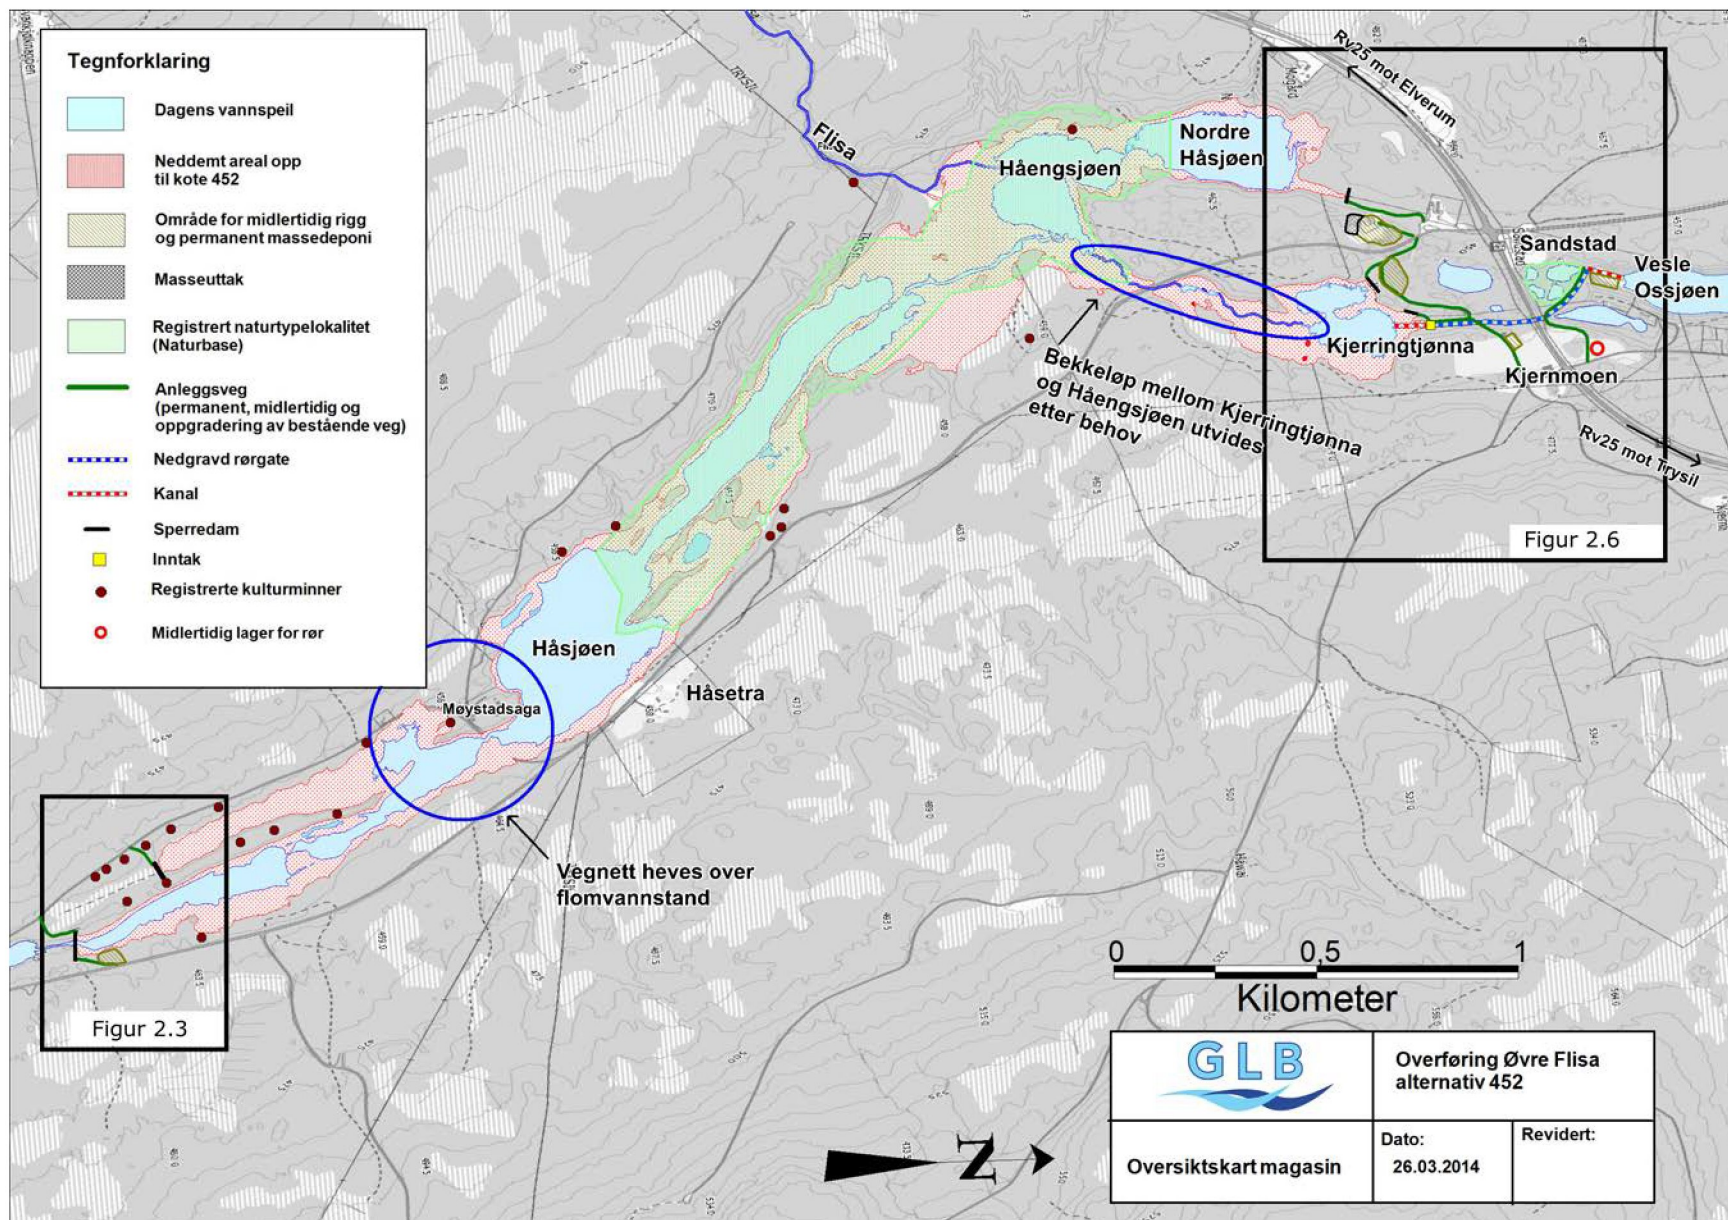 Tegnforklaring
Dagens vannspeil
Neddemt areal opp
til kote 452
Område for midlertidig rigg
og permanent massedeponi
Masseuttak
Registrert naturtypelokalitet
(Naturbase)
Anleggsveg
(permanent, midlertidig og
oppgradering av bestående veg)
Nedgravd rørgate
Kanal
Sperredam
Inntak
Registrerte kulturminner
Midlertidig lager for rør
Flisa
Håengsjøen
Nordre
Håsjøen
Rv25 mot Elverum
Sandstad
Vesle
Ossjøen
Kjerringtjønna
Kjernmoen
Rv25 mot Trysil
Figur 2.6
Bekkeløp mellom Kjerringtjønna
og Håengsjøen utvides
etter behov
Håsjøen
Håsetra
Møystadsaga
Vegnett heves over
flomvannstand
Figur 2.3
0 0,5 1
Kilometer
N
GLB
Overføring Øvre Flisa
alternativ 452
Oversiktskart magasin
Dato:
26.03.2014
Revidert: